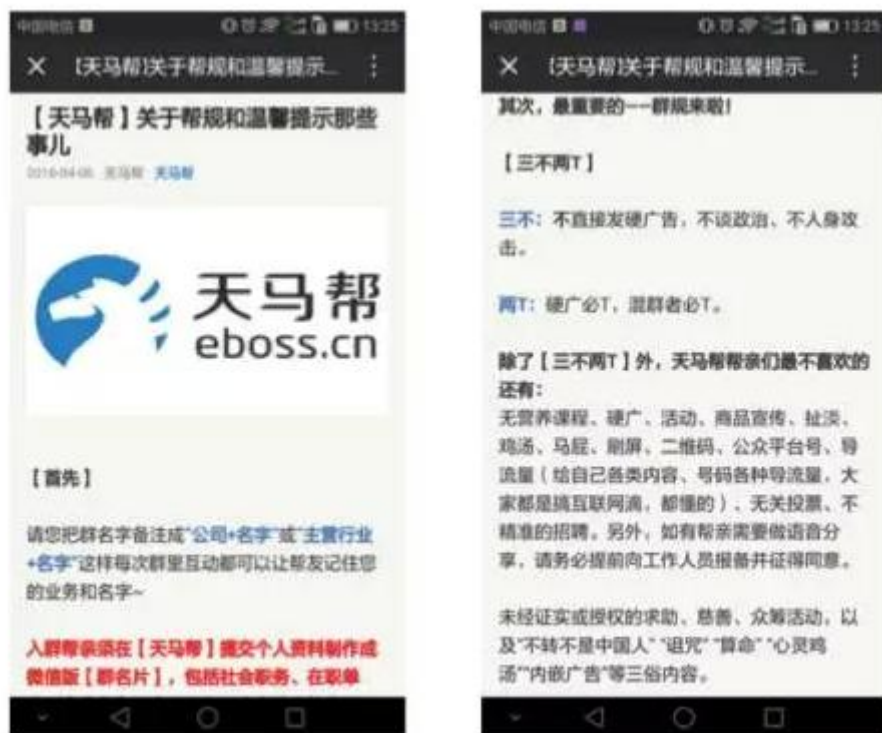 中国电信
13:25
【天马帮】关于帮规和温馨提示...
【天马帮】关于帮规和温馨提示那些
事儿
2016-04-06 天马帮 天马帮
天马帮
eboss.cn
【首先】
请您把群名字备注成“公司+名字”或“主营行业
+名字”这样每次群里互动都可以让帮友记住您
的业务和名字~
入群帮亲须在【天马帮】提交个人资料制作成
微信版【群名片】，包括社会职务、在职单
中国电信
13:25
【天马帮】关于帮规和温馨提示...
其次，最重要的--群规来啦！
【三不两T】
三不：不直接发硬广告，不谈政治、不人身攻
击。
两T：硬广必T，混群者必T。
除了【三不两T】外，天马帮帮亲们最不喜欢的
还有：
无营养课程、硬广、活动、商品宣传、扯淡、
鸡汤、马屁、刷屏、二维码、公众平台号、导
流量（给自己各类内容、号码各种导流量，大
家都是搞互联网滴，都懂的）、无关投票、不
精准的招聘。另外，如有帮亲需要做语音分
享，请务必提前向工作人员报备并征得同意。
未经证实或授权的求助、慈善、众筹活动，以
及“不转不是中国人”“诅咒”“算命”“心灵鸡
汤”“内嵌广告”等三俗内容。